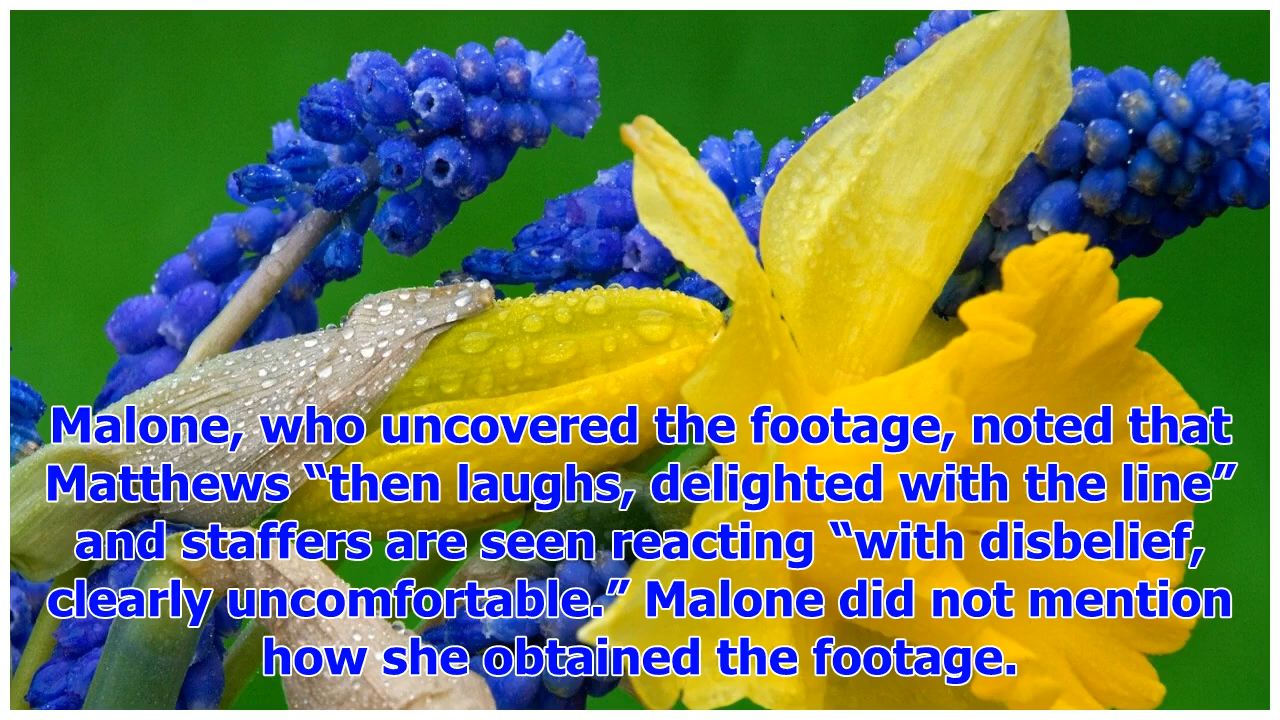 Malone, who uncovered the footage, noted that
Matthews “then laughs, delighted with the line”
and staffers are seen reacting “with disbelief,
clearly uncomfortable.” Malone did not mention
how she obtained the footage.